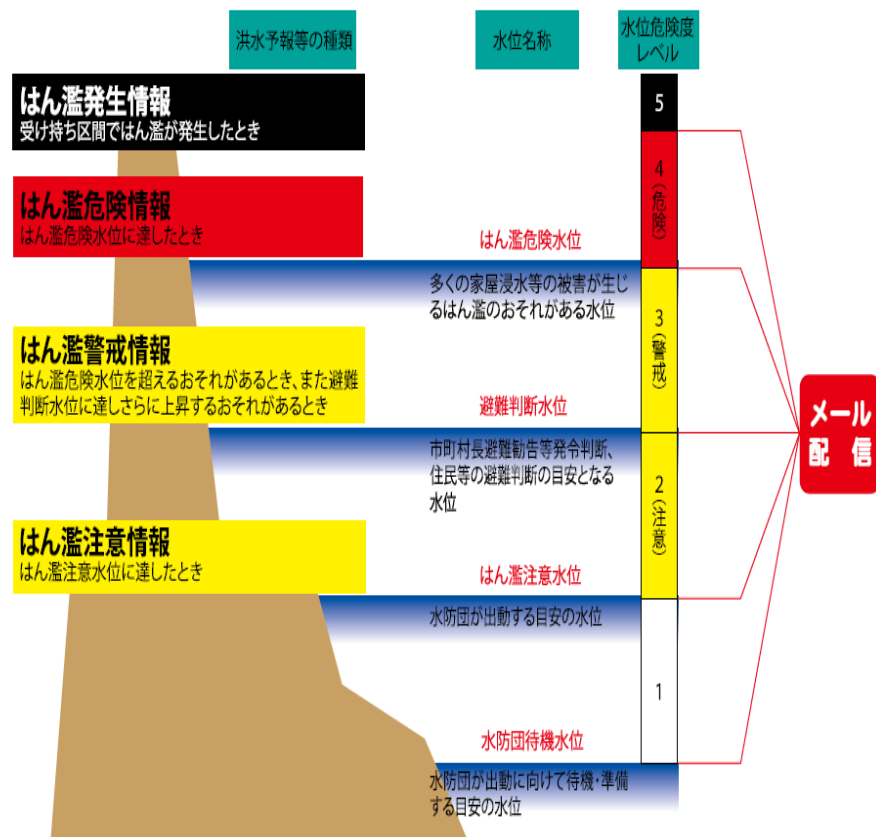 洪水予報等の種類
水位名称
水位危険度
レベル
はん濫発生情報
受け持ち区間ではん濫が発生したとき
5
はん濫危険情報
はん濫危険水位に達したとき
4(危険)
はん濫危険水位
多くの家屋浸水等の被害が生じ
るはん濫のおそれがある水位
はん濫警戒情報
はん濫危険水位を超えるおそれがあるとき、また避難
判断水位に達しさらに上昇するおそれがあるとき
3(警戒)
避難判断水位
市町村長避難勧告等発令判断、
住民等の避難判断の目安となる
水位
メール
配信
はん濫注意情報
はん濫注意水位に達したとき
2(注意)
はん濫注意水位
水防団が出動する目安の水位
1
水防団待機水位
水防団が出動に向けて待機・準備
する目安の水位